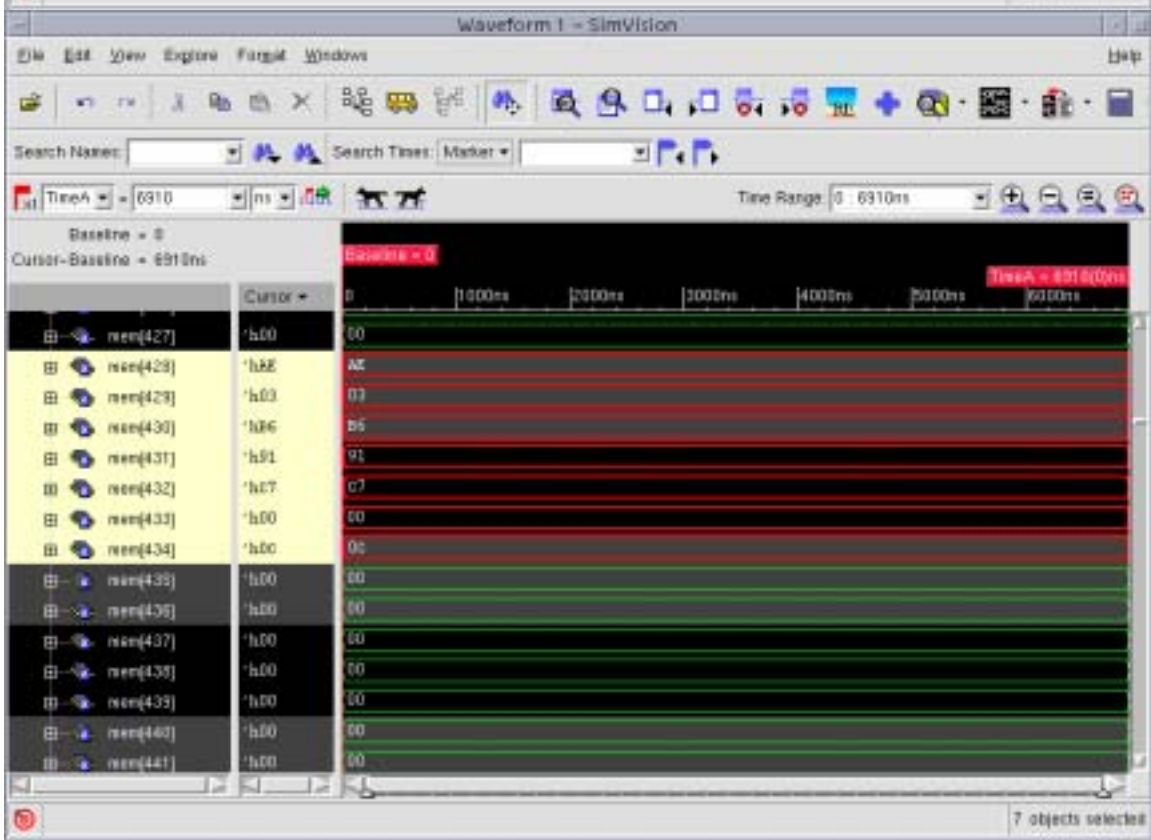 Waveform 1 - SimVision
File Edit View Explore Format Windows Help
Search Names: Search Times: Marker
TimeA = 6910 ns Time Range: 0 : 6910ns
Baseline = 0
Cursor-Baseline = 6910ns
Baseline = 0
TimeA = 6910(0)ns
Cursor 0 1000ns 2000ns 3000ns 4000ns 5000ns 6000ns
mem[427] 'h00 00
mem[428] 'hAE AE
mem[429] 'h03 03
mem[430] 'hB6 B6
mem[431] 'h91 91
mem[432] 'hC7 C7
mem[433] 'h00 00
mem[434]
mem[435] 'h00 00
mem[436] 'h00 00
mem[437] 'h00 00
mem[438] 'h00 00
mem[439] 'h00 00
mem[440] 'h00 00
mem[441] 'h00 00
7 objects selected